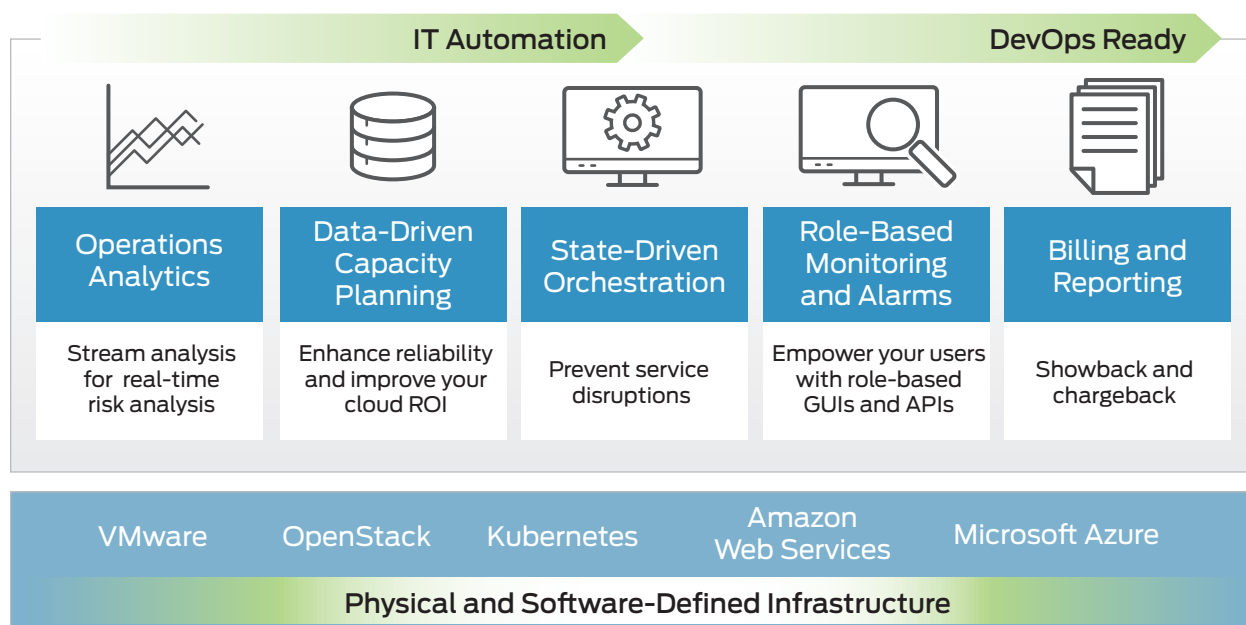 IT Automation
DevOps Ready
Operations
Analytics
Stream analysis
for real-time
risk analysis
Data-Driven
Capacity
Planning
Enhance reliability
and improve your
cloud ROI
State-Driven
Orchestration
Prevent service
disruptions
Role-Based
Monitoring
and Alarms
Empower your users
with role-based
GUIs and APIs
Billing and
Reporting
Showback and
chargeback
VMware
OpenStack
Kubernetes
Amazon
Web Services
Microsoft Azure
Physical and Software-Defined Infrastructure